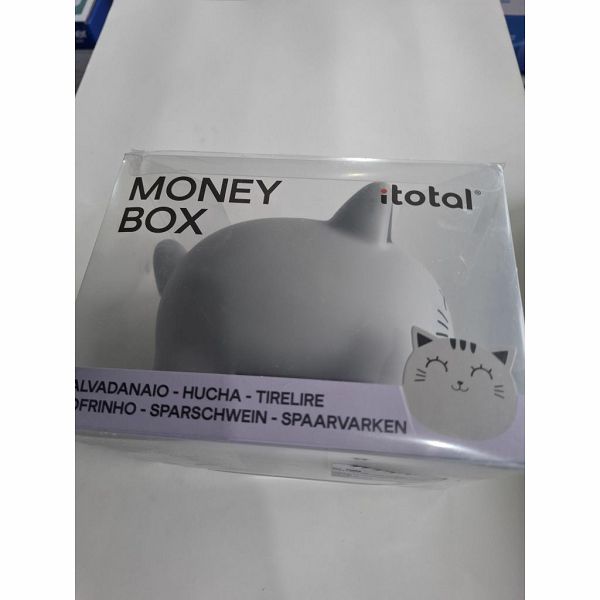 MONEY
BOX
itotal®
ALVADANAIO - HUCHA - TIRELIRE
OFRINHO - SPARSCHWEIN - SPAARVARKEN